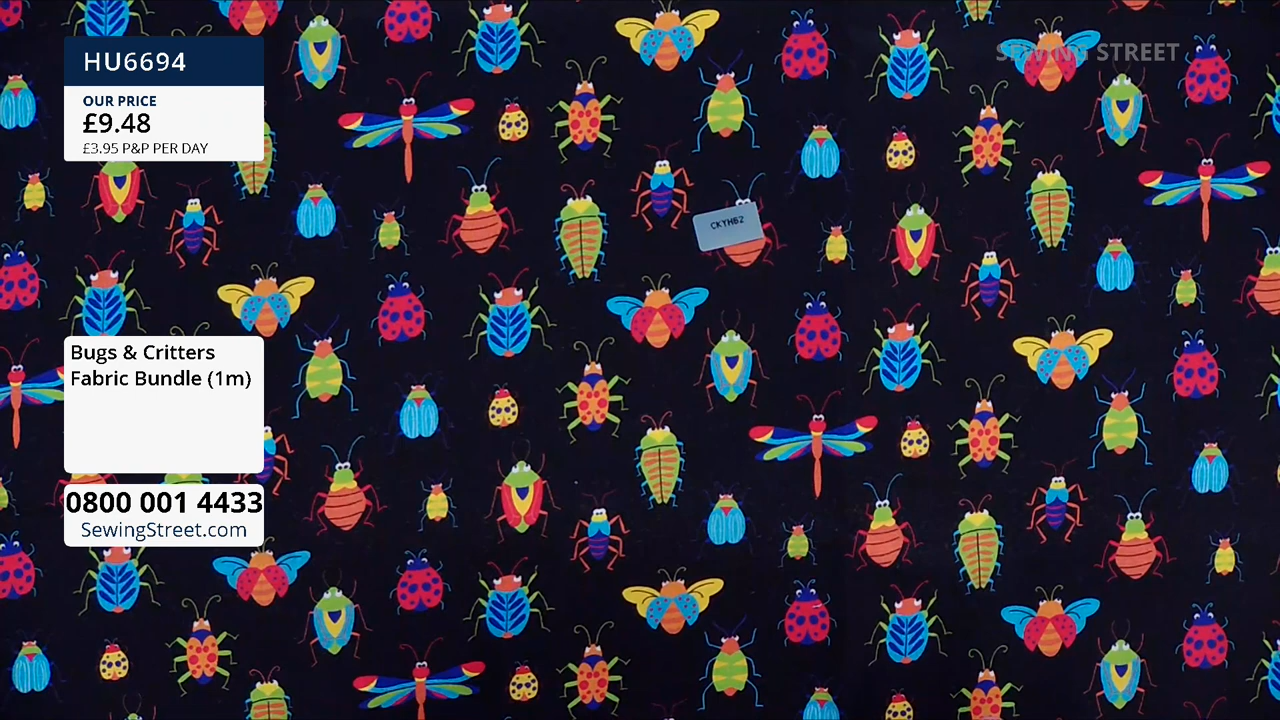 HU6694
OUR PRICE
£9.48
£3.95 P&P PER DAY
SEWING STREET
CKYHBZ
Bugs & Critters
Fabric Bundle (1m)
0800 001 4433
SewingStreet.com